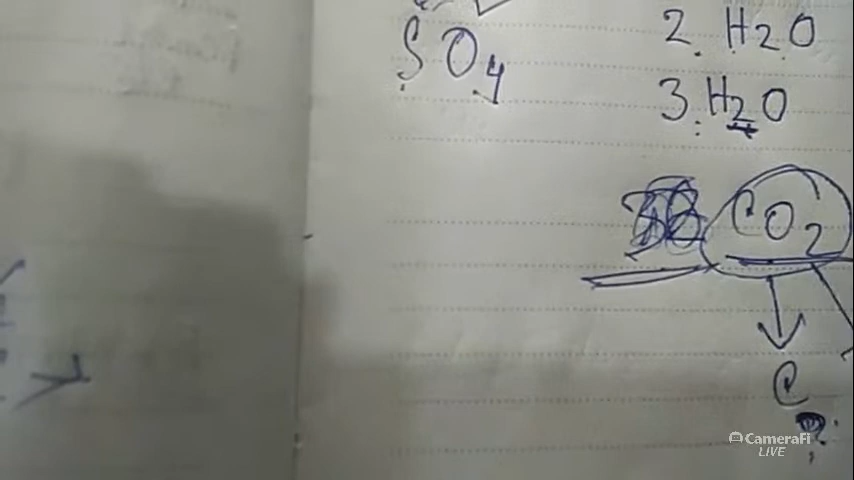 SO4
2. H2O
3. H2O
CO2
C
CameraFi
LIVE